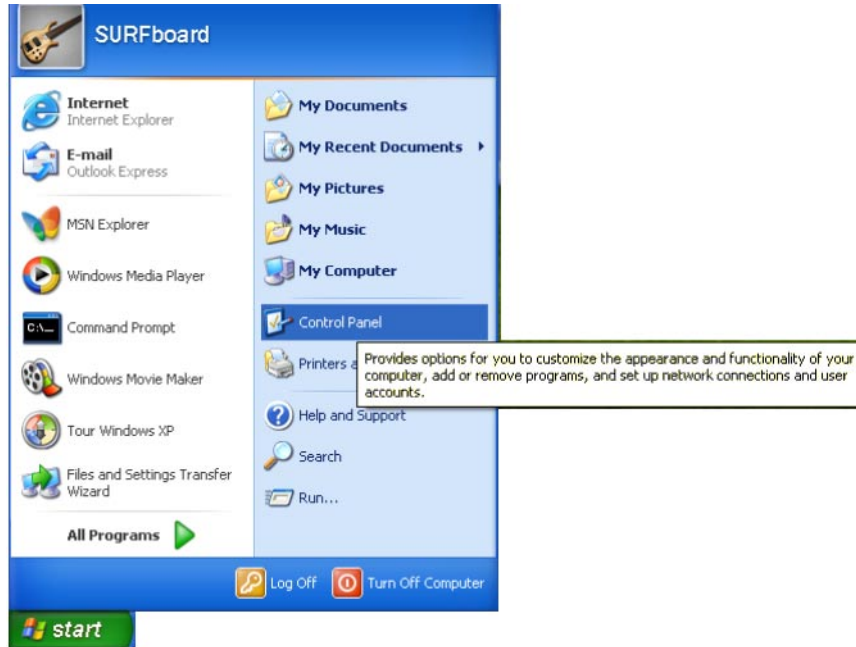 SURFboard
Internet
Internet Explorer
E-mail
Outlook Express
MSN Explorer
Windows Media Player
C:\_
Command Prompt
Windows Movie Maker
Tour Windows XP
Files and Settings Transfer
Wizard
All Programs
My Documents
My Recent Documents
My Pictures
My Music
My Computer
Control Panel
Printers a
Provides options for you to customize the appearance and functionality of your
computer, add or remove programs, and set up network connections and user
accounts.
Help and Support
Search
Run...
Log Off
Turn Off Computer
start